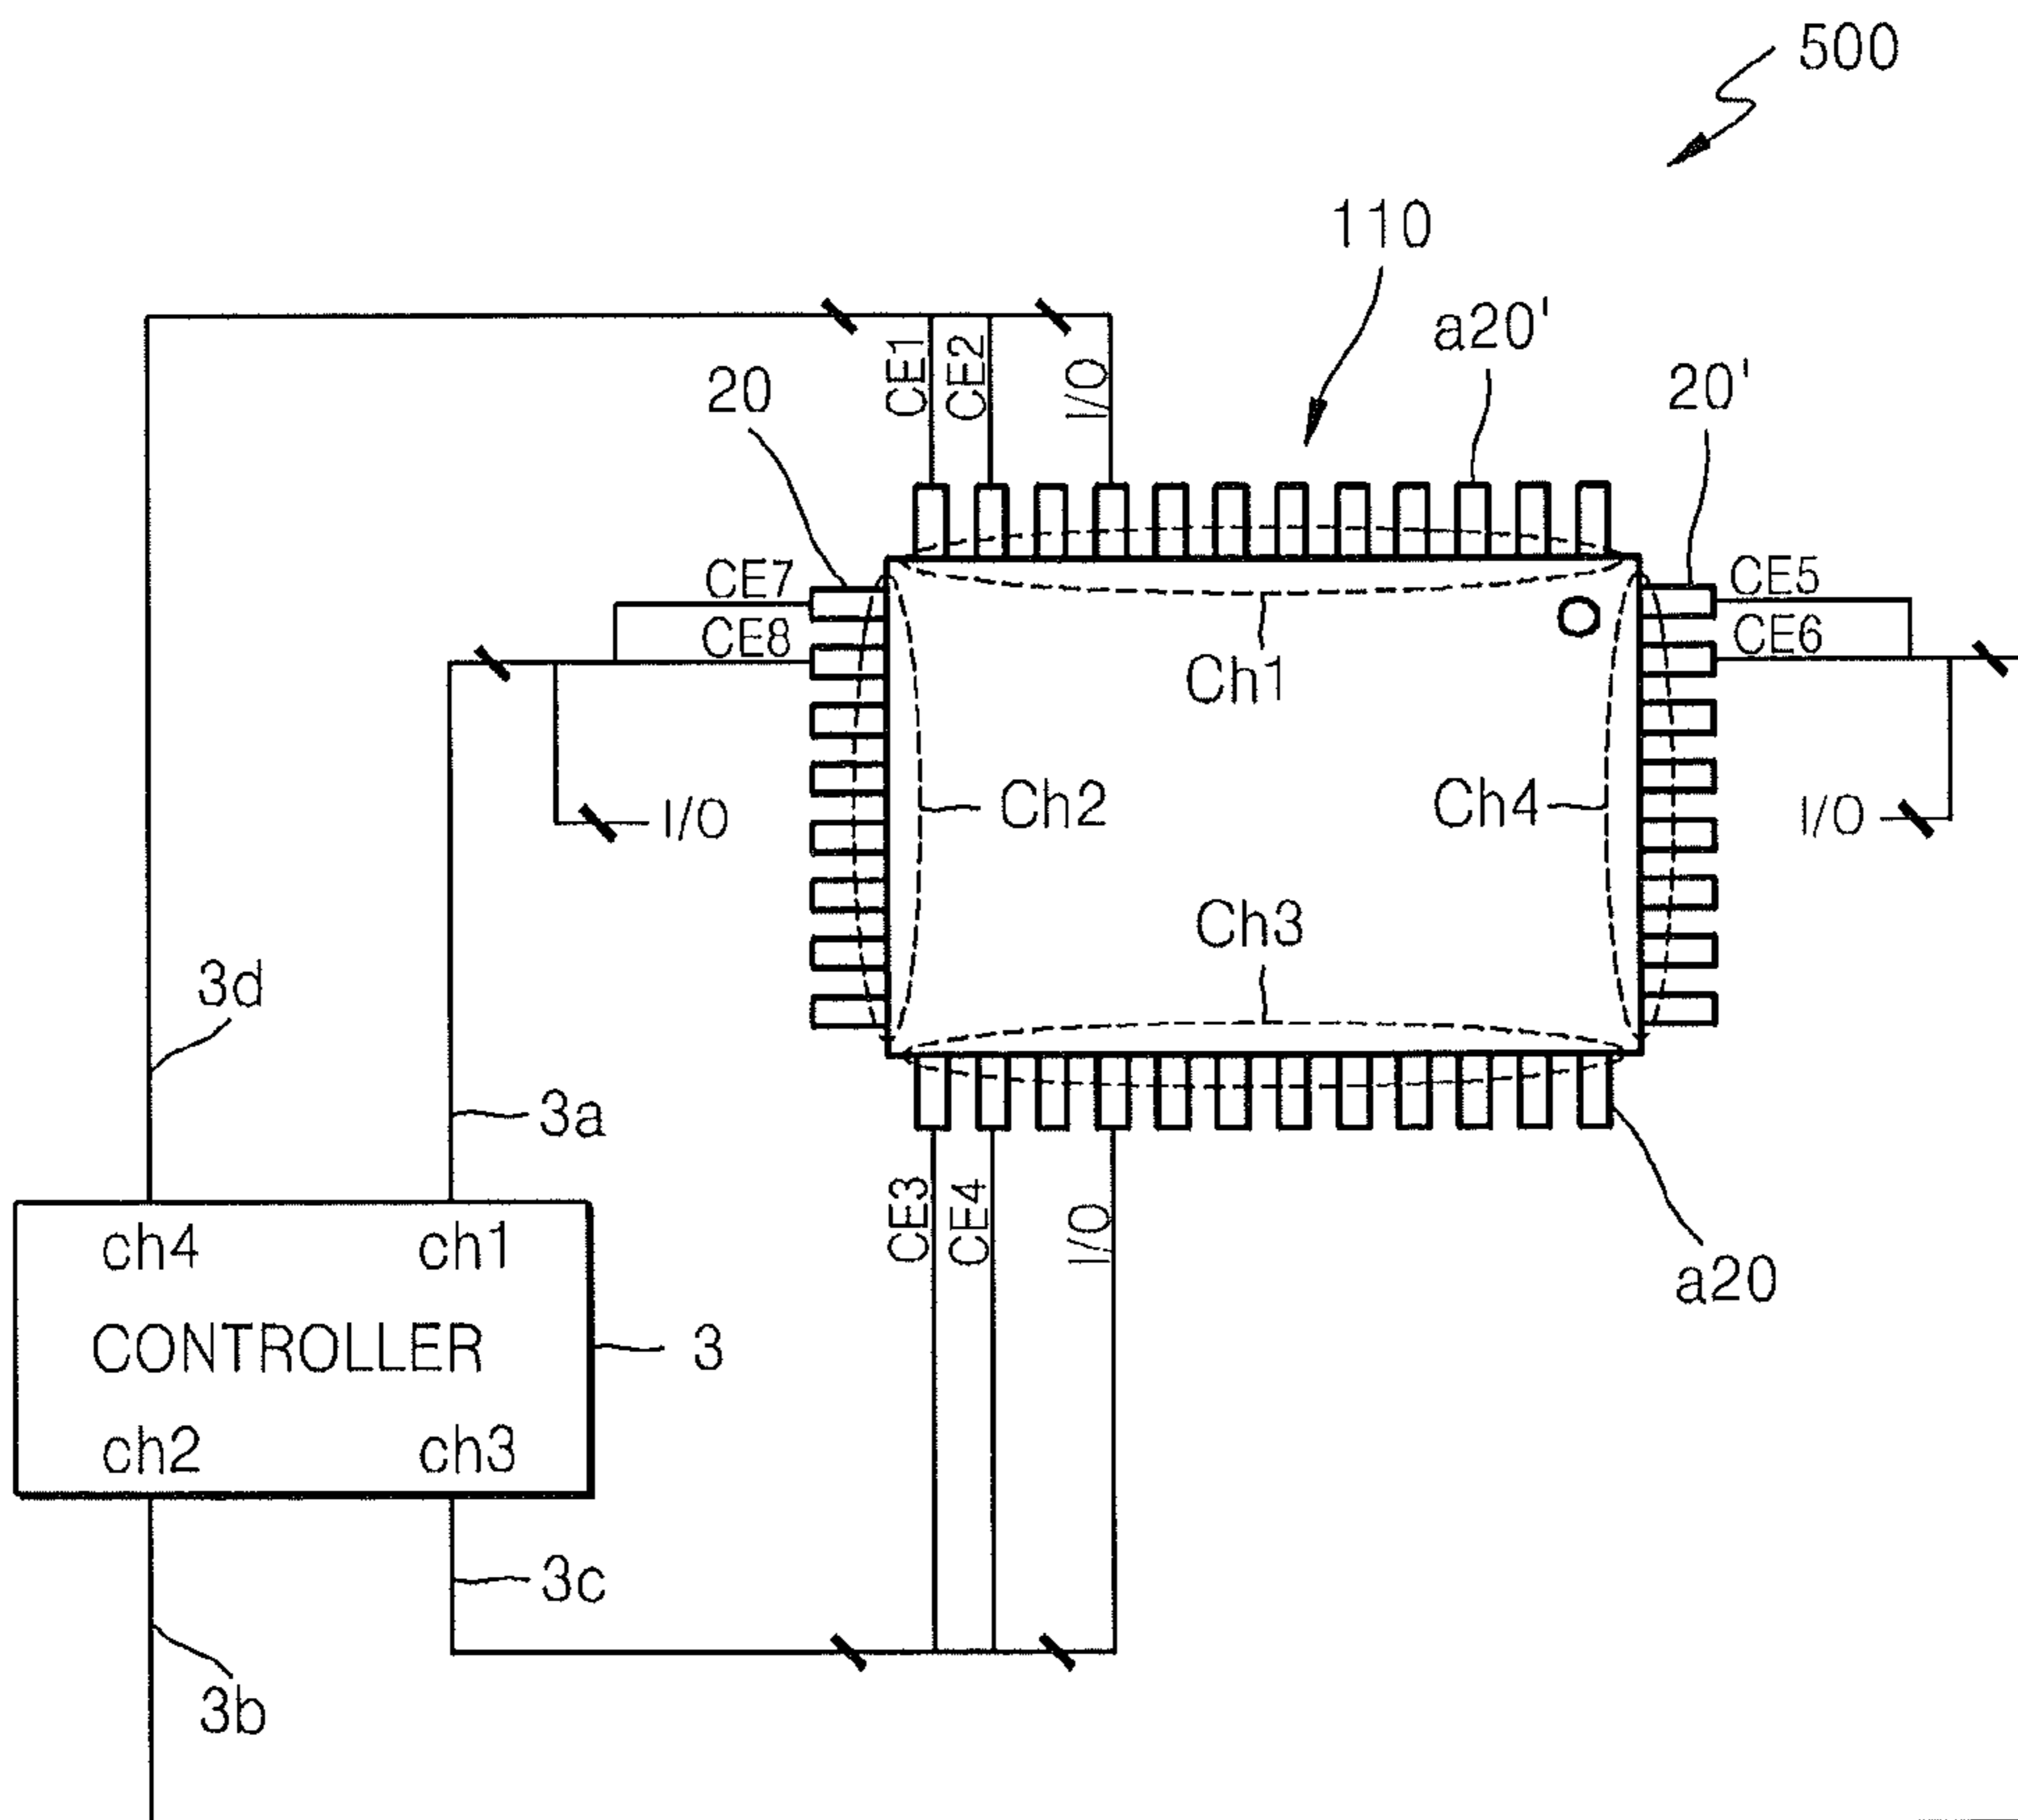 500
110
a20'
20'
20
CE1
CE2
I/O
CE7
CE8
CE5
CE6
Ch1
Ch2
Ch4
I/O
I/O
Ch3
3d
3a
CE3
CE4
I/O
a20
ch4 ch1
CONTROLLER
3
ch2 ch3
3c
3b